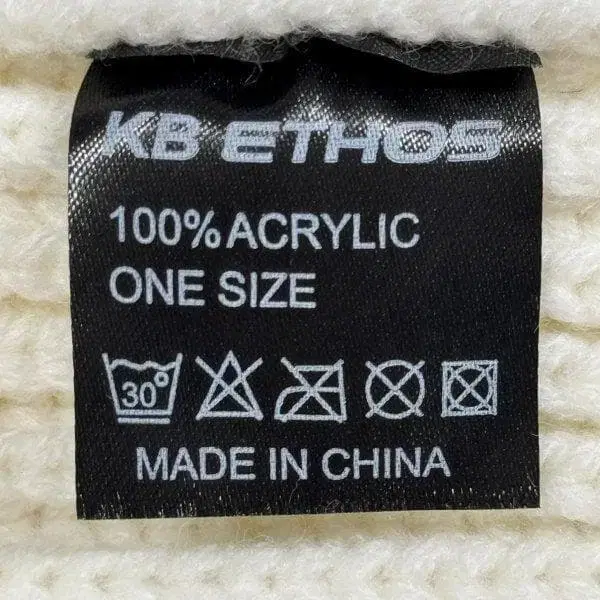 KB ETHOS
100% ACRYLIC
ONE SIZE
30°
MADE IN CHINA